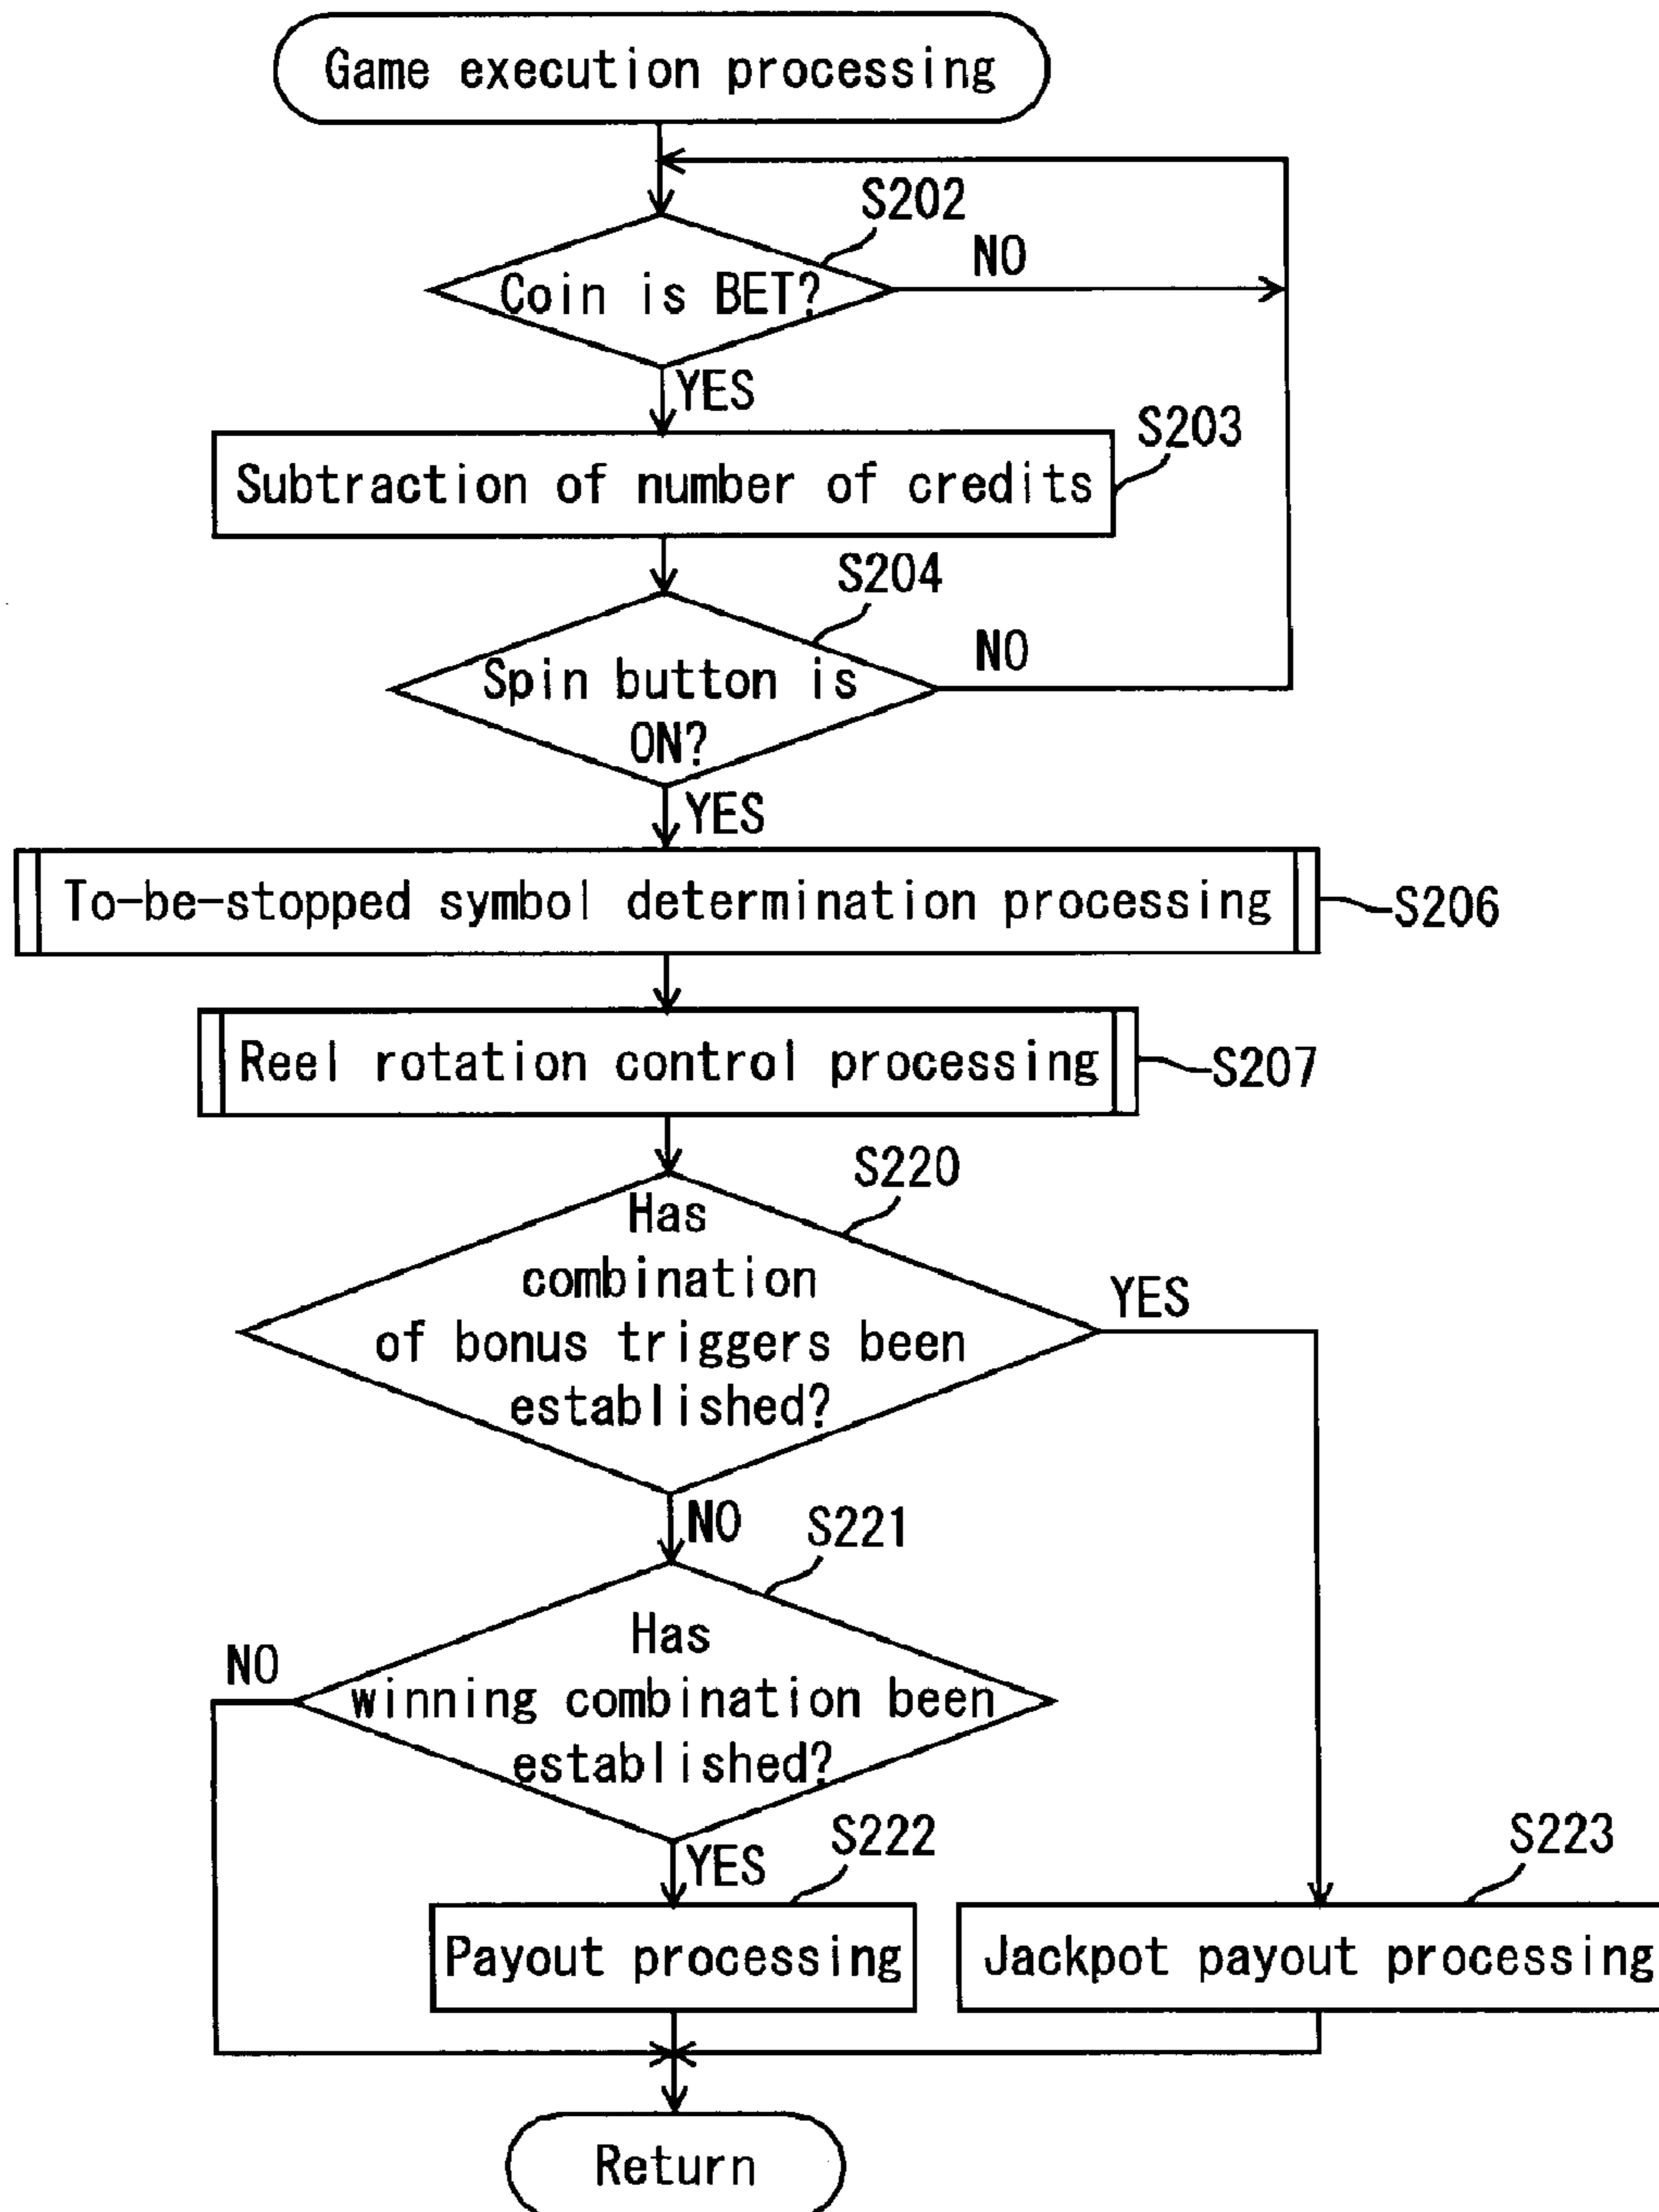 Game execution processing
S202
Coin is BET?
NO
YES
S203
Subtraction of number of credits
S204
Spin button is
ON?
NO
YES
To-be-stopped symbol determination processing
S206
Reel rotation control processing
S207
S220
Has
combination
of bonus triggers been
established?
YES
NO
S221
Has
winning combination been
established?
NO
YES
S222
Payout processing
S223
Jackpot payout processing
Return